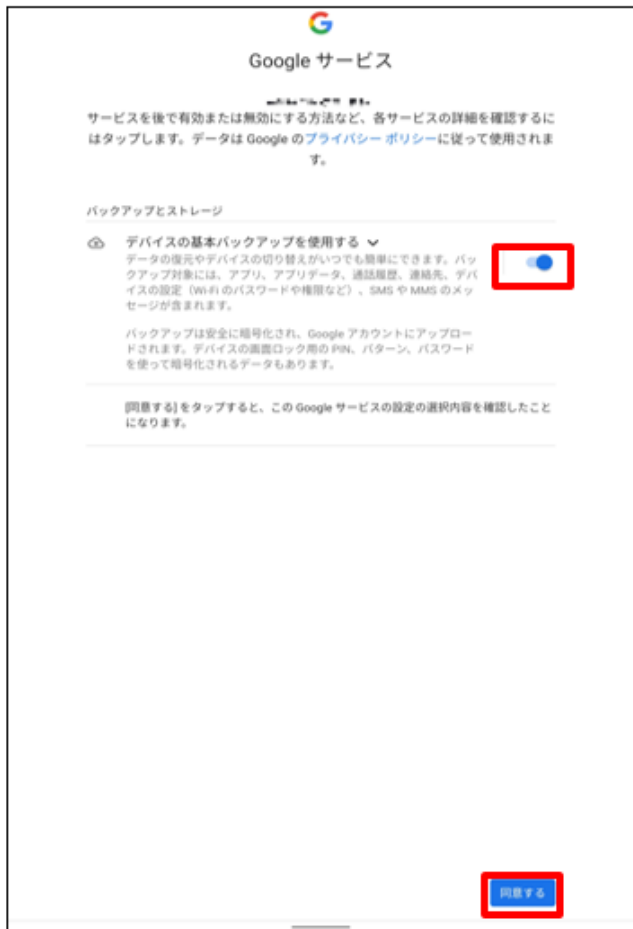 Google サービス
サービスを後で有効または無効にする方法など、各サービスの詳細を確認するに
はタップします。データは Google のプライバシー ポリシーに従って使用されま
す。
バックアップとストレージ
デバイスの基本バックアップを使用する
データの復元やデバイスの切り替えがいつでも簡単にできます。バッ
クアップ対象には、アプリ、アプリデータ、通話履歴、連絡先、デバ
イスの設定（Wi-Fi のパスワードや権限など）、SMS や MMS のメッ
セージが含まれます。
バックアップは安全に暗号化され、Google アカウントにアップロー
ドされます。デバイスの画面ロック用の PIN、パターン、パスワード
を使って暗号化されるデータもあります。
[同意する] をタップすると、この Google サービスの設定の選択内容を確認したこと
になります。
同意する